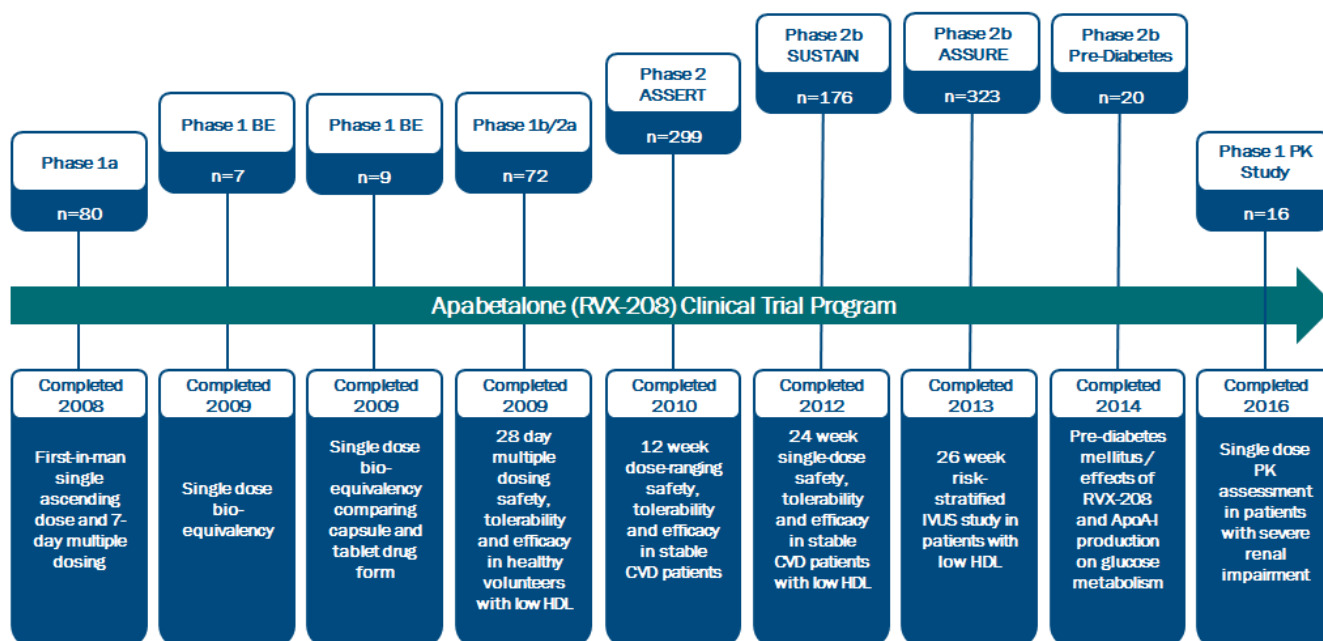 Phase 1a
n=80
Phase 1 BE
n=7
Phase 1 BE
n=9
Phase 1b/2a
n=72
Phase 2
ASSERT
n=299
Phase 2b
SUSTAIN
n=176
Phase 2b
ASSURE
n=323
Phase 2b
Pre-Diabetes
n=20
Phase 1 PK
Study
n=16
Apabetalone (RVX-208) Clinical Trial Program
Completed
2008
First-in-man
single
ascending
dose and 7-
day multiple
dosing
Completed
2009
Single dose
bio-
equivalency
Completed
2009
Single dose
bio-
equivalency
comparing
capsule and
tablet drug
form
Completed
2009
28 day
multiple
dosing
safety,
tolerability
and efficacy
in healthy
volunteers
with low HDL
Completed
2010
12 week
dose-ranging
safety,
tolerability
and efficacy
in stable
CVD patients
Completed
2012
24 week
single-dose
safety,
tolerability
and efficacy
in stable
CVD patients
with low HDL
Completed
2013
26 week
risk-
stratified
IVUS study in
patients with
low HDL
Completed
2014
Pre-diabetes
mellitus /
effects of
RVX-208
and ApoA-I
production
on glucose
metabolism
Completed
2016
Single dose
PK
assessment
in patients
with severe
renal
impairment